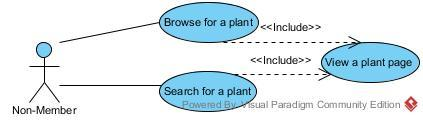 Browse for a plant
<<Include>>
View a plant page
<<Include>>
Search for a plant
Non-Member
Powered By Visual Paradigm Community Edition